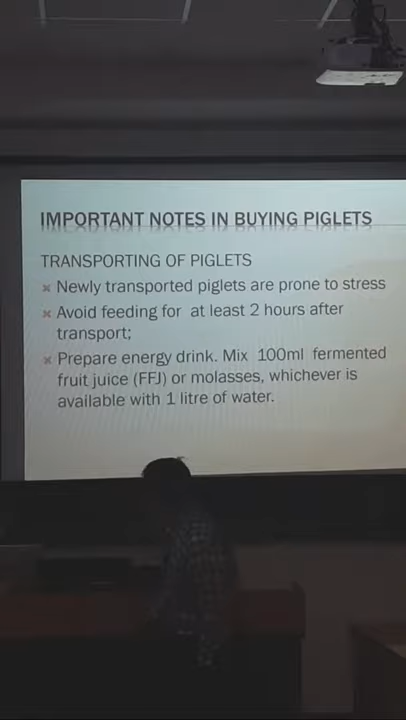 IMPORTANT NOTES IN BUYING PIGLETS
TRANSPORTING OF PIGLETS
Newly transported piglets are prone to stress
Avoid feeding for at least 2 hours after
transport;
Prepare energy drink. Mix 100ml fermented
fruit juice (FFJ) or molasses, whichever is
available with 1 litre of water.